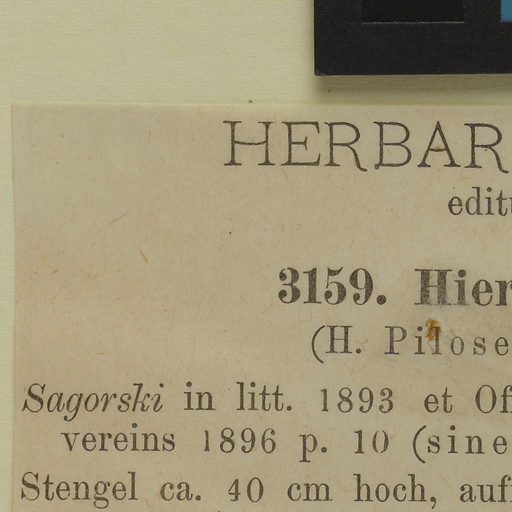 HERBAR
editu
3159. Hier
(H. Pilose
Sagorski in litt. 1893 et Off
vereins 1896 p. 10 (sine
Stengel ca. 40 cm hoch, auf